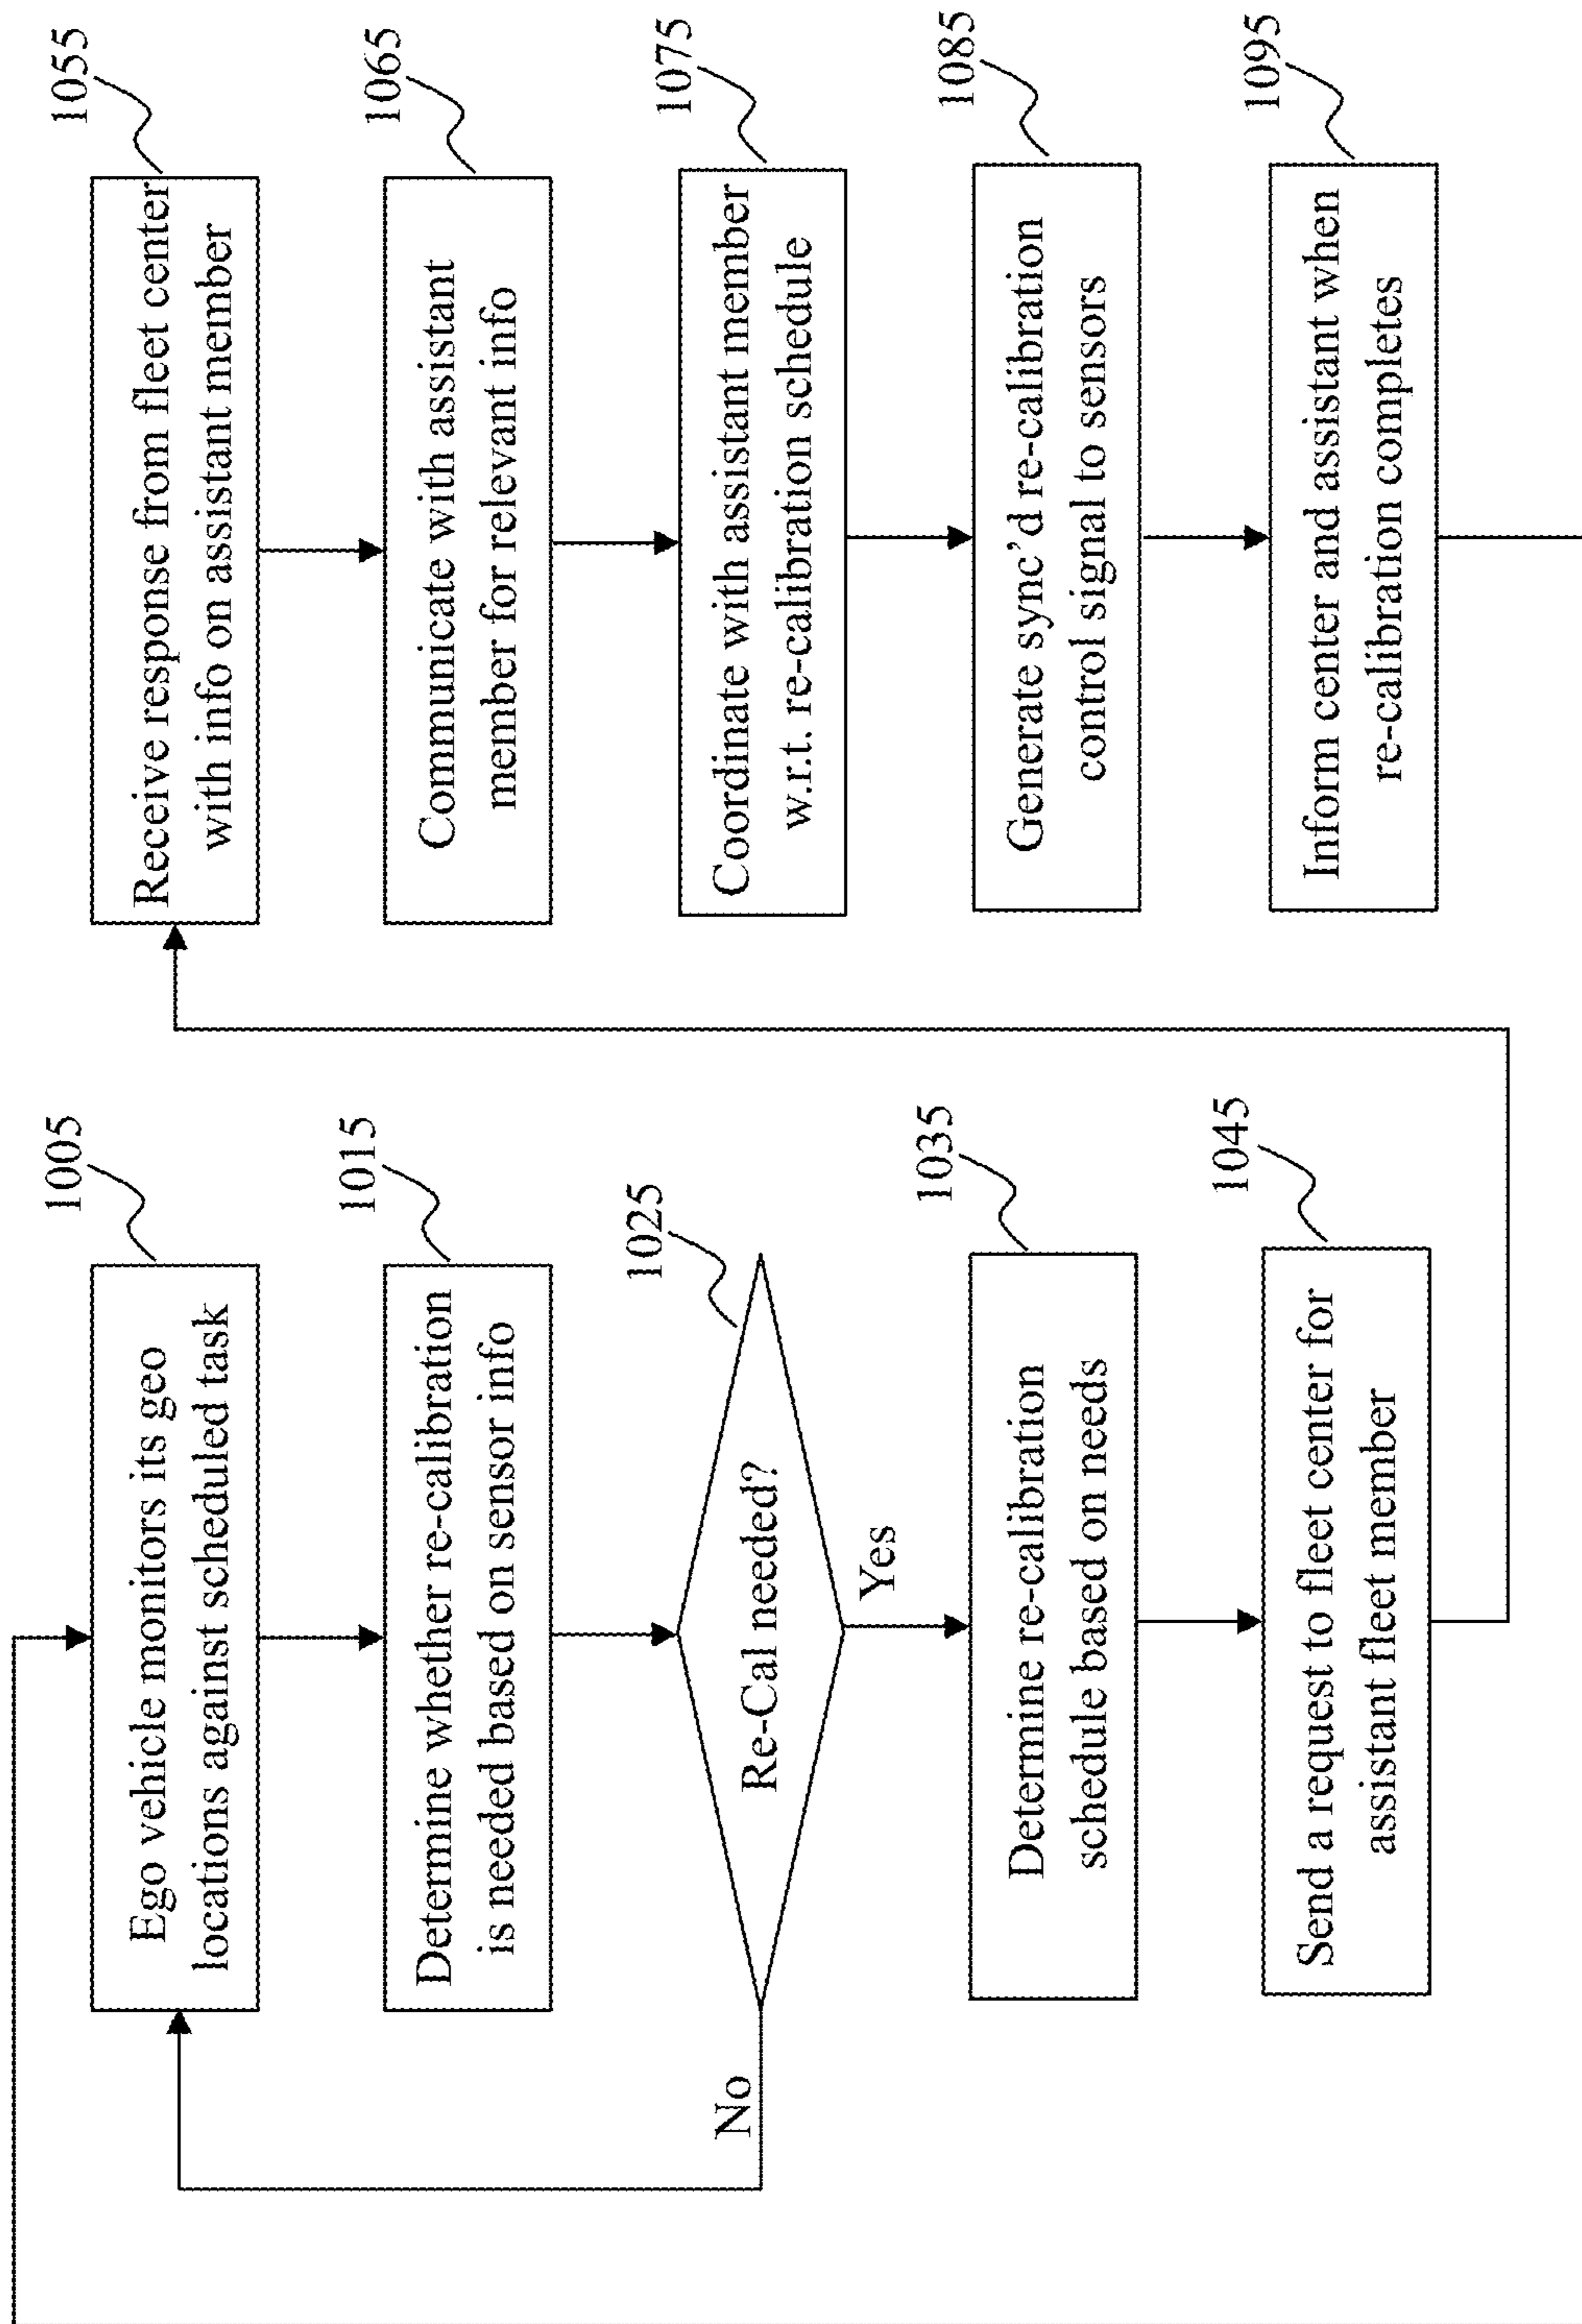 1005
Ego vehicle monitors its geo
locations against scheduled task
1015
Determine whether re-calibration
is needed based on sensor info
1025
Re-Cal needed?
No
Yes
1035
Determine re-calibration
schedule based on needs
1045
Send a request to fleet center for
assistant fleet member
1055
Receive response from fleet center
with info on assistant member
1065
Communicate with assistant
member for relevant info
1075
Coordinate with assistant member
w.r.t. re-calibration schedule
1085
Generate sync’d re-calibration
control signal to sensors
1095
Inform center and assistant when
re-calibration completes